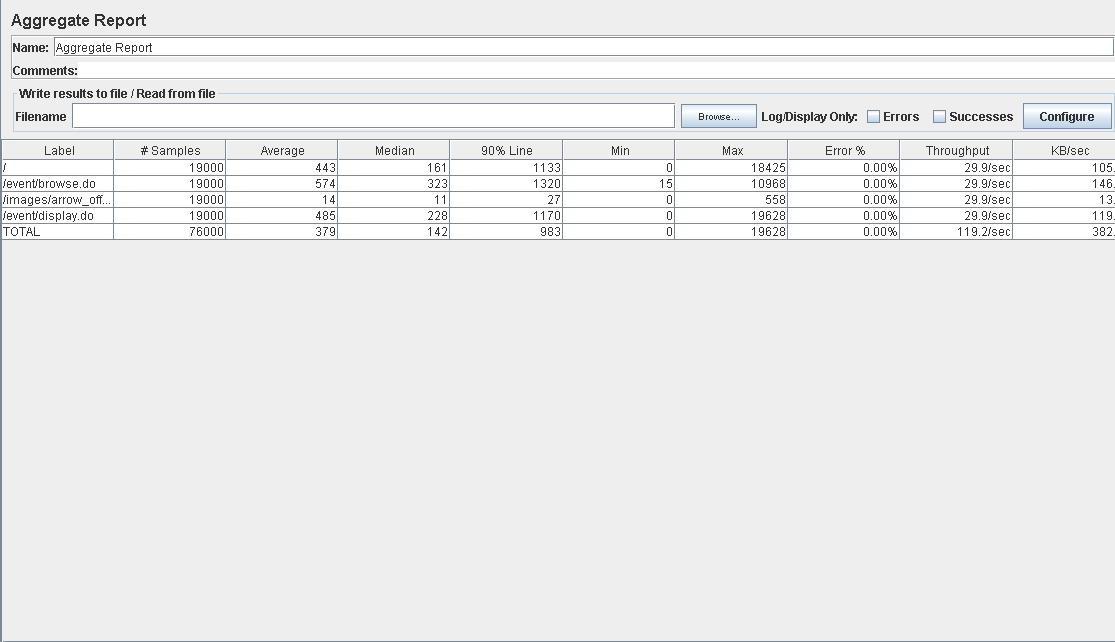 Aggregate Report
Name: Aggregate Report
Comments:
Write results to file / Read from file
Filename Browse... Log/Display Only: Errors Successes Configure
Label # Samples Average Median 90% Line Min Max Error % Throughput KB/sec
/ 19000 443 161 1133 0 18425 0.00% 29.9/sec 105.
/event/browse.do 19000 574 323 1320 15 10968 0.00% 29.9/sec 146.
/images/arrow_off... 19000 14 11 27 0 558 0.00% 29.9/sec 13.
/event/display.do 19000 485 228 1170 0 19628 0.00% 29.9/sec 119.
TOTAL 76000 379 142 983 0 19628 0.00% 119.2/sec 382.